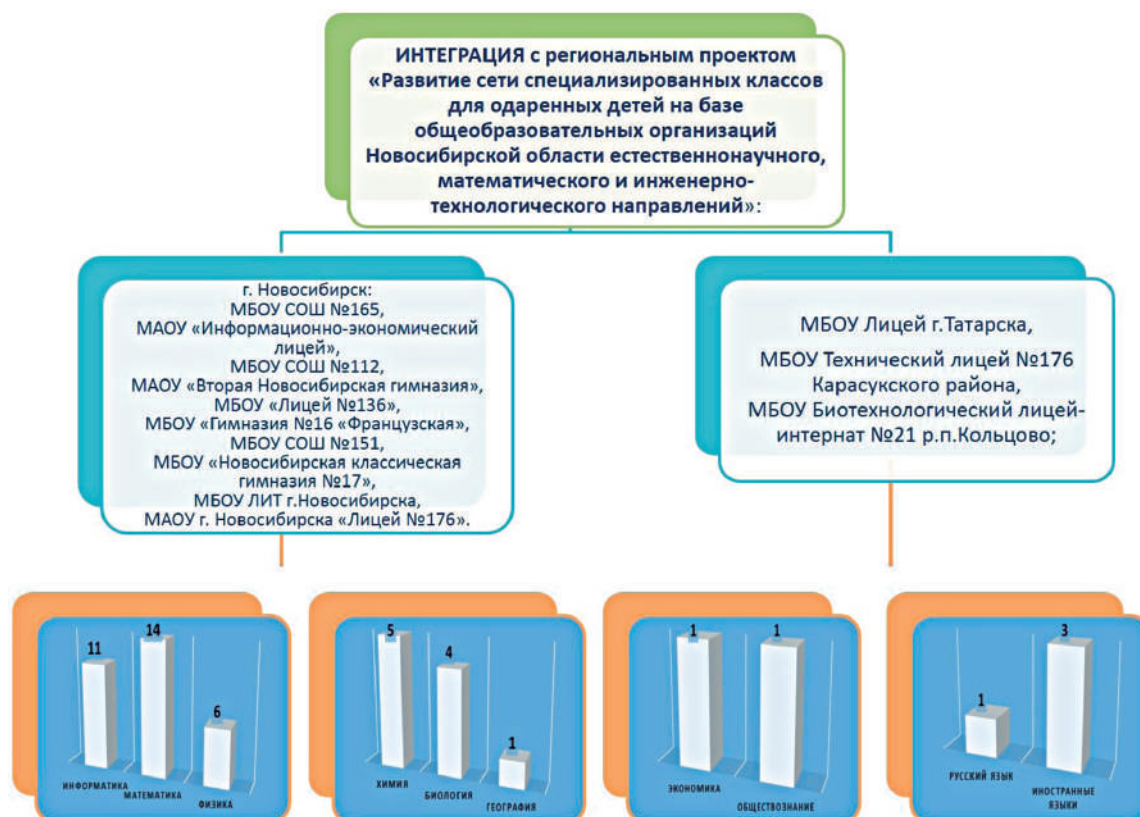 ИНТЕГРАЦИЯ с региональным проектом
«Развитие сети специализированных классов
для одаренных детей на базе
общеобразовательных организаций
Новосибирской области естественнонаучного,
математического и инженерно-
технологического направлений»:
г. Новосибирск:
МБОУ СОШ №165,
МАОУ «Информационно-экономический
лицей»,
МБОУ СОШ №112,
МАОУ «Вторая Новосибирская гимназия»,
МБОУ «Лицей №136»,
МБОУ «Гимназия №16 «Французская»,
МБОУ СОШ №151,
МБОУ «Новосибирская классическая
гимназия №17»,
МБОУ ЛИТ г.Новосибирска,
МАОУ г. Новосибирска «Лицей №176».
МБОУ Лицей г.Татарска,
МБОУ Технический лицей №176
Карасукского района,
МБОУ Биотехнологический лицей-
интернат №21 р.п.Кольцово;
11
14
6
ИНФОРМАТИКА
МАТЕМАТИКА
ФИЗИКА
5
4
1
ХИМИЯ
БИОЛОГИЯ
ГЕОГРАФИЯ
1
1
ЭКОНОМИКА
ОБЩЕСТВОЗНАНИЕ
1
3
РУССКИЙ ЯЗЫК
ИНОСТРАННЫЕ
ЯЗЫКИ